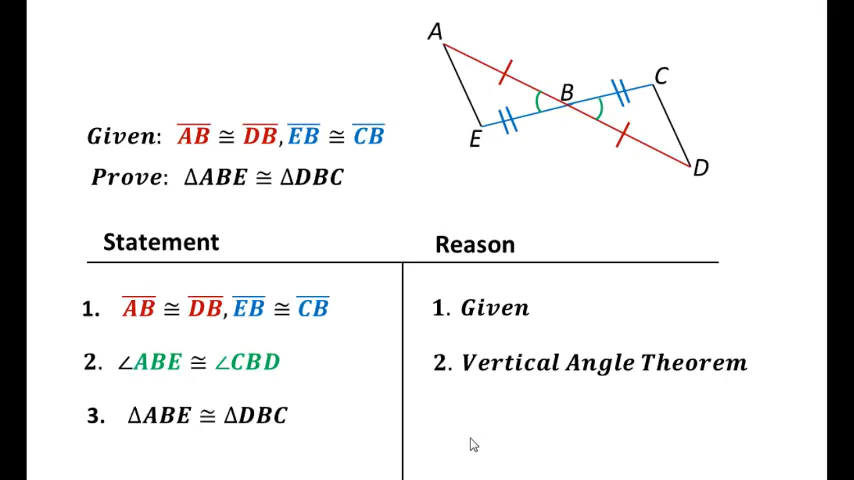 A
B
C
E
D
Given: AB ≅ DB, EB ≅ CB
Prove: ΔABE ≅ ΔDBC
Statement
Reason
1. AB ≅ DB, EB ≅ CB
1. Given
2. ∠ABE ≅ ∠CBD
2. Vertical Angle Theorem
3. ΔABE ≅ ΔDBC